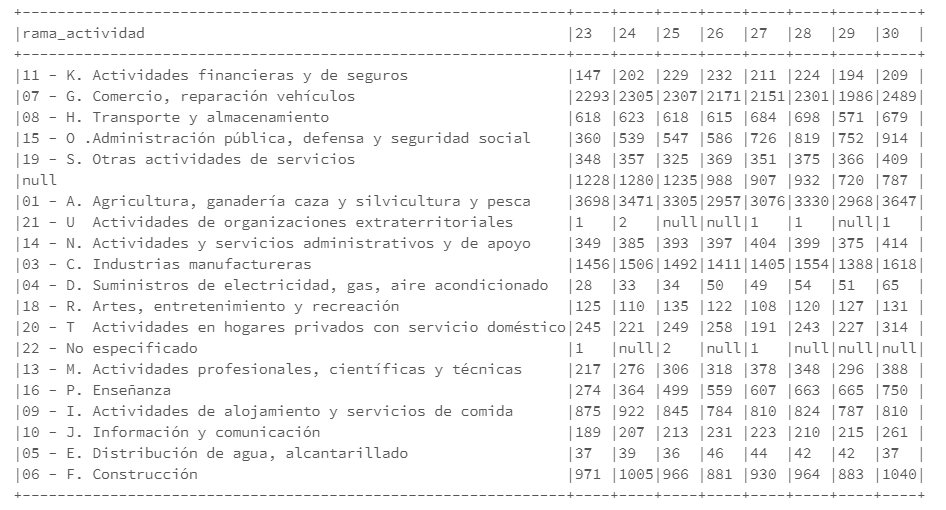 +----------------------------------------------------------------+----+----+----+----+----+----+----+----+
|rama_actividad                                                  |23  |24  |25  |26  |27  |28  |29  |30  |
+----------------------------------------------------------------+----+----+----+----+----+----+----+----+
|11 - K. Actividades financieras y de seguros                    |147 |202 |229 |232 |211 |224 |194 |209 |
|07 - G. Comercio, reparación vehículos                          |2293|2305|2307|2171|2151|2301|1986|2489|
|08 - H. Transporte y almacenamiento                             |618 |623 |618 |615 |684 |698 |571 |679 |
|15 - O .Administración pública, defensa y seguridad social      |360 |539 |547 |586 |726 |819 |752 |914 |
|19 - S. Otras actividades de servicios                          |348 |357 |325 |369 |351 |375 |366 |409 |
|null                                                            |1228|1280|1235|988 |907 |932 |720 |787 |
|01 - A. Agricultura, ganadería caza y silvicultura y pesca      |3698|3471|3305|2957|3076|3330|2968|3647|
|21 - U  Actividades de organizaciones extraterritoriales        |1   |2   |null|null|1   |1   |null|1   |
|14 - N. Actividades y servicios administrativos y de apoyo      |349 |385 |393 |397 |404 |399 |375 |414 |
|03 - C. Industrias manufactureras                               |1456|1506|1492|1411|1405|1554|1388|1618|
|04 - D. Suministros de electricidad, gas, aire acondicionado    |28  |33  |34  |50  |49  |54  |51  |65  |
|18 - R. Artes, entretenimiento y recreación                     |125 |110 |135 |122 |108 |120 |127 |131 |
|20 - T  Actividades en hogares privados con servicio doméstico|245 |221 |249 |258 |191 |243 |227 |314 |
|22 - No especificado                                            |1   |null|2   |null|1   |null|null|null|
|13 - M. Actividades profesionales, científicas y técnicas       |217 |276 |306 |318 |378 |348 |296 |388 |
|16 - P. Enseñanza                                               |274 |364 |499 |559 |607 |663 |665 |750 |
|09 - I. Actividades de alojamiento y servicios de comida        |875 |922 |845 |784 |810 |824 |787 |810 |
|10 - J. Información y comunicación                              |189 |207 |213 |231 |223 |210 |215 |261 |
|05 - E. Distribución de agua, alcantarillado                    |37  |39  |36  |46  |44  |42  |42  |37  |
|06 - F. Construcción                                            |971 |1005|966 |881 |930 |964 |883 |1040|
+----------------------------------------------------------------+----+----+----+----+----+----+----+----+